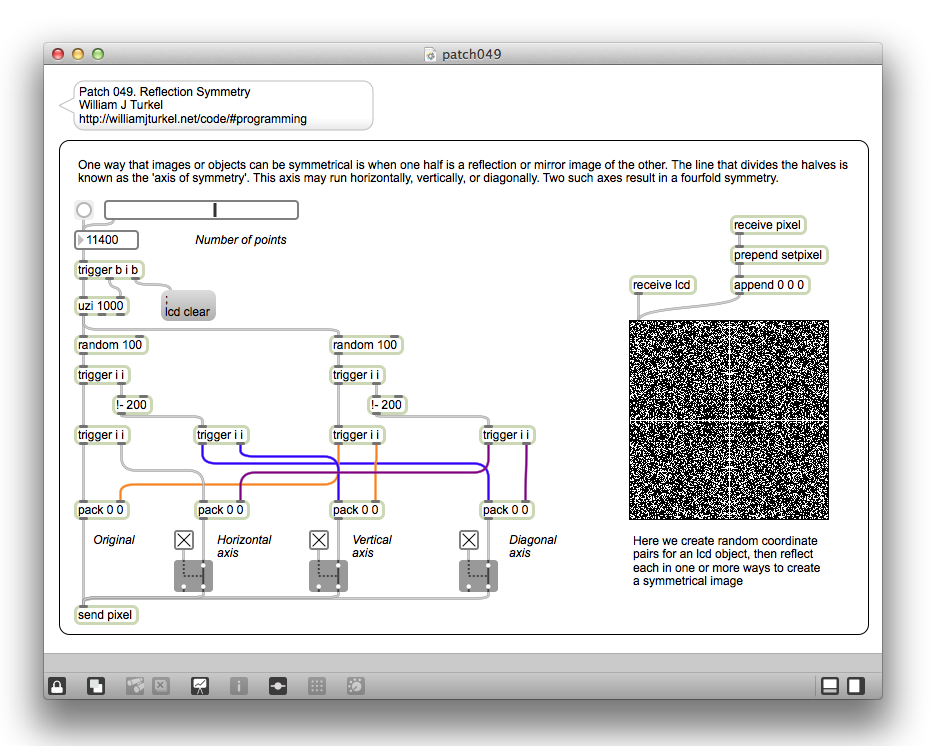 patch049
Patch 049. Reflection Symmetry
William J Turkel
http://williamjturkel.net/code/#programming
One way that images or objects can be symmetrical is when one half is a reflection or mirror image of the other. The line that divides the halves is
known as the 'axis of symmetry'. This axis may run horizontally, vertically, or diagonally. Two such axes result in a fourfold symmetry.
11400
Number of points
receive pixel
prepend setpixel
trigger b i b
receive lcd
append 0 0 0
uzi 1000
;
lcd clear
random 100
random 100
trigger i i
trigger i i
!- 200
!- 200
trigger i i
trigger i i
trigger i i
trigger i i
pack 0 0
pack 0 0
pack 0 0
pack 0 0
Original
Horizontal
axis
Vertical
axis
Diagonal
axis
Here we create random coordinate
pairs for an lcd object, then reflect
each in one or more ways to create
a symmetrical image
send pixel